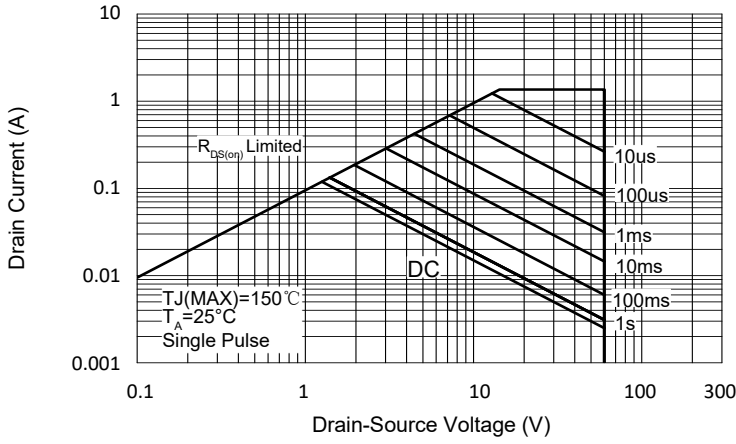 10
1
0.1
0.01
0.001
Drain Current (A)
RDS(on) Limited
10us
100us
1ms
10ms
100ms
1s
DC
TJ(MAX)=150℃
TA=25°C
Single Pulse
0.1
1
10
100
300
Drain-Source Voltage (V)